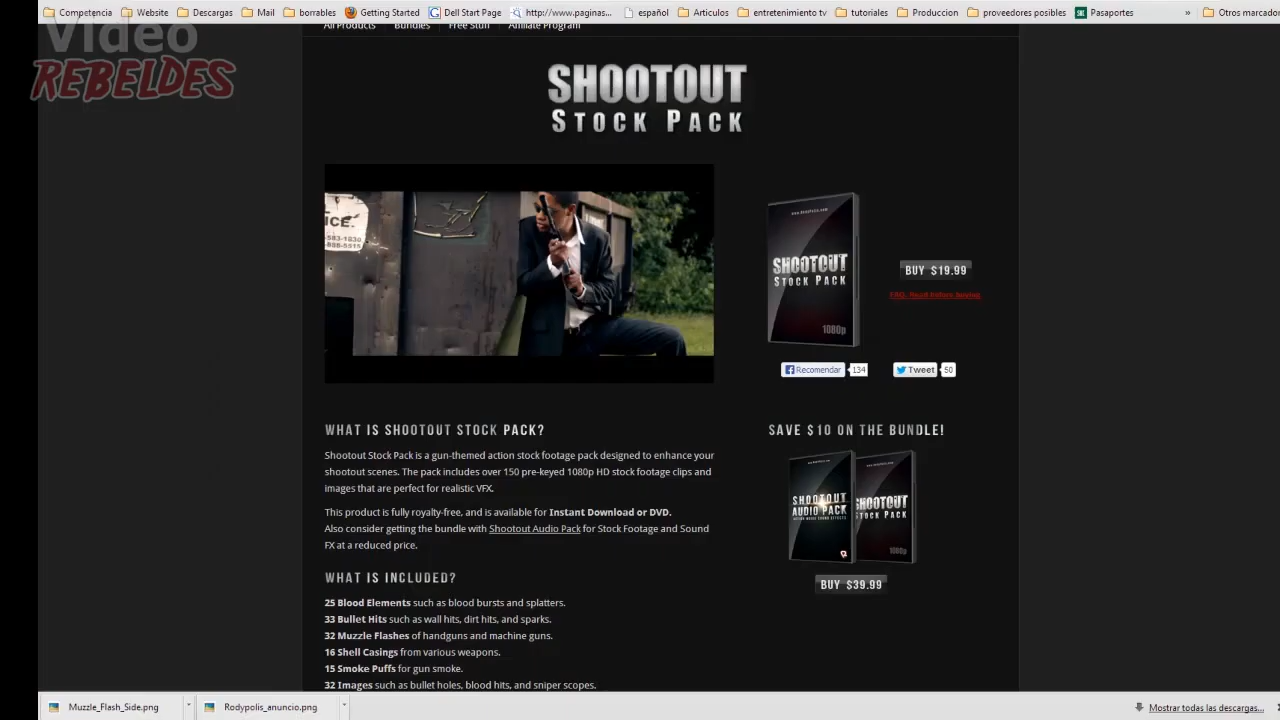 Competencia
Website
Descargas
Mail
borrables
Getting Started
Dell Start Page
http://www.paginas...
español
Articulos
entretenimiento tv
tutoriales
Produccion
proveedores posibles
Pasaportes
»
Otros marca
Video
REBELDES
All Products
Bundles
Free Stuff
Affiliate Program
SHOOTOUT
STOCK PACK
ICE.
SHOOTOUT
STOCK PACK
1080p
BUY $19.99
FAQ: Read before buying
Recomendar
134
Tweet
50
WHAT IS SHOOTOUT STOCK PACK?
SAVE $10 ON THE BUNDLE!
Shootout Stock Pack is a gun-themed action stock footage pack designed to enhance your
shootout scenes. The pack includes over 150 pre-keyed 1080p HD stock footage clips and
images that are perfect for realistic VFX.
This product is fully royalty-free, and is available for Instant Download or DVD.
Also consider getting the bundle with Shootout Audio Pack for Stock Footage and Sound
FX at a reduced price.
SHOOTOUT
AUDIO PACK
SHOOTOUT
STOCK PACK
1080p
BUY $39.99
WHAT IS INCLUDED?
25 Blood Elements such as blood bursts and splatters.
33 Bullet Hits such as wall hits, dirt hits, and sparks.
32 Muzzle Flashes of handguns and machine guns.
16 Shell Casings from various weapons.
15 Smoke Puffs for gun smoke.
32 Images such as bullet holes, blood hits, and sniper scopes.
Muzzle_Flash_Side.png
Rodypolis_anuncio.png
Mostrar todas las descargas...